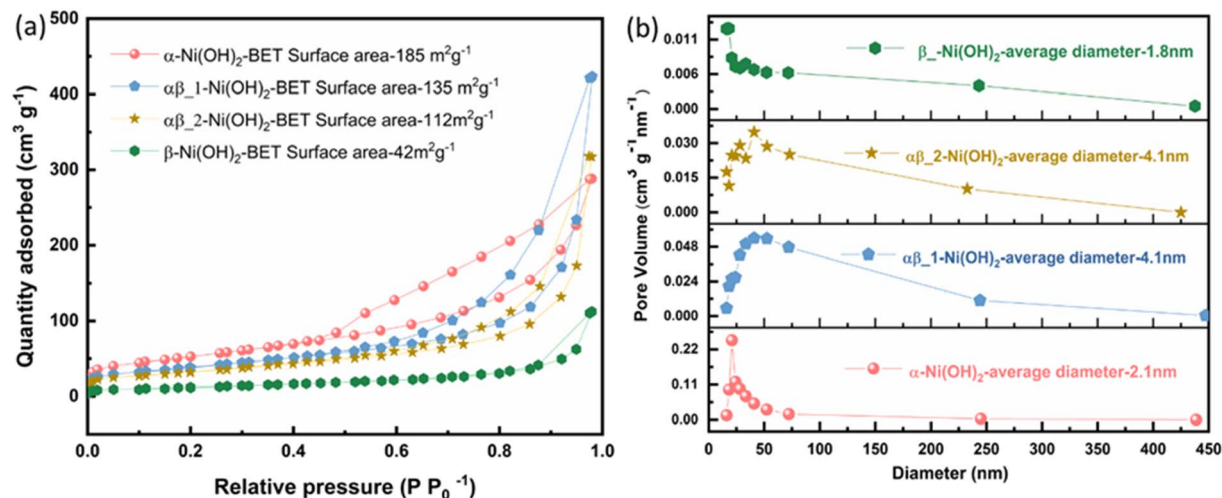 (a)
500
400
300
200
100
0
Quantity adsorbed (cm³ g⁻¹)
α-Ni(OH)₂-BET Surface area-185 m²g⁻¹
αβ_1-Ni(OH)₂-BET Surface area-135 m²g⁻¹
αβ_2-Ni(OH)₂-BET Surface area-112m²g⁻¹
β-Ni(OH)₂-BET Surface area-42m²g⁻¹
0.0 0.2 0.4 0.6 0.8 1.0
Relative pressure (P P₀⁻¹)
(b)
Pore Volume (cm³ g⁻¹ nm⁻¹)
0.011
0.006
0.000
β_-Ni(OH)₂-average diameter-1.8nm
0.030
0.015
0.000
αβ_2-Ni(OH)₂-average diameter-4.1nm
0.048
0.024
0.000
αβ_1-Ni(OH)₂-average diameter-4.1nm
0.22
0.11
0.00
α-Ni(OH)₂-average diameter-2.1nm
0 50 100 150 200 250 300 350 400 450
Diameter (nm)